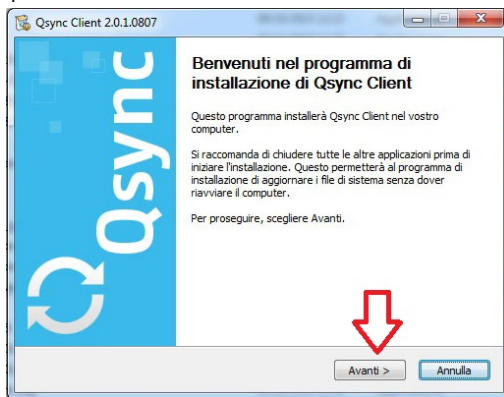 Qsync Client 2.0.1.0807
Qsync
Benvenuti nel programma di
installazione di Qsync Client
Questo programma installerà Qsync Client nel vostro
computer.
Si raccomanda di chiudere tutte le altre applicazioni prima di
iniziare l'installazione. Questo permetterà al programma di
installazione di aggiornare i file di sistema senza dover
riavviare il computer.
Per proseguire, scegliere Avanti.
Avanti >
Annulla